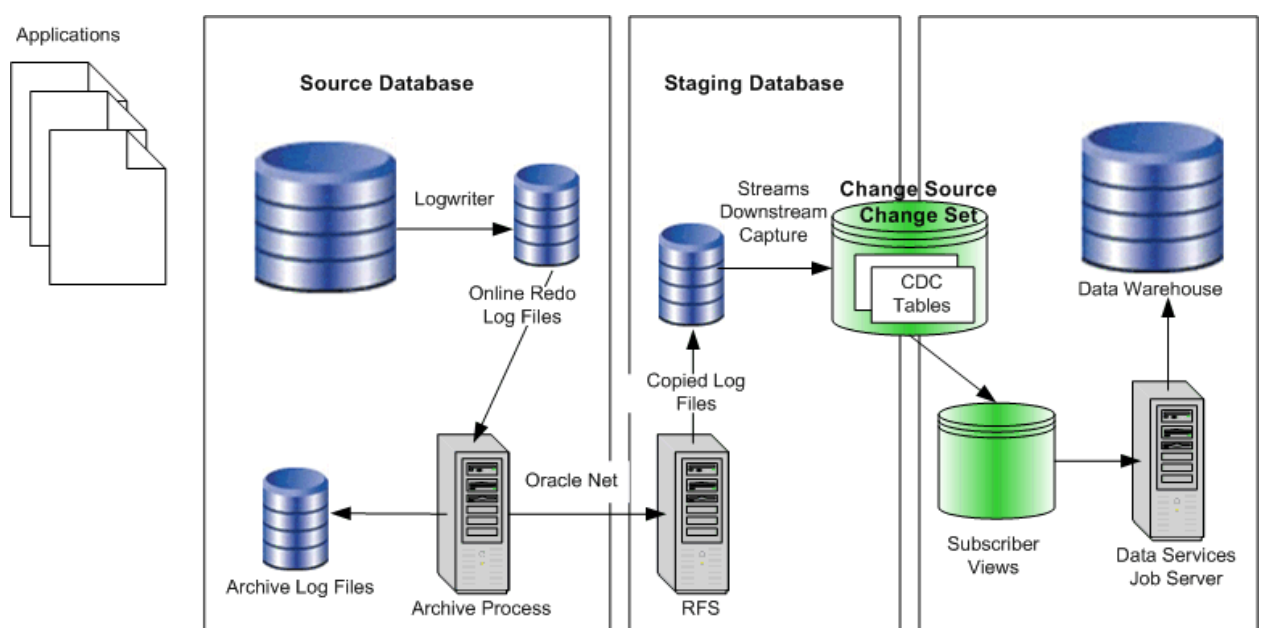 Applications
Source Database
Logwriter
Online Redo
Log Files
Archive Log Files
Archive Process
Oracle Net
Staging Database
Streams
Downstream
Capture
Copied Log
Files
RFS
Change Source
Change Set
CDC
Tables
Subscriber
Views
Data Warehouse
Data Services
Job Server